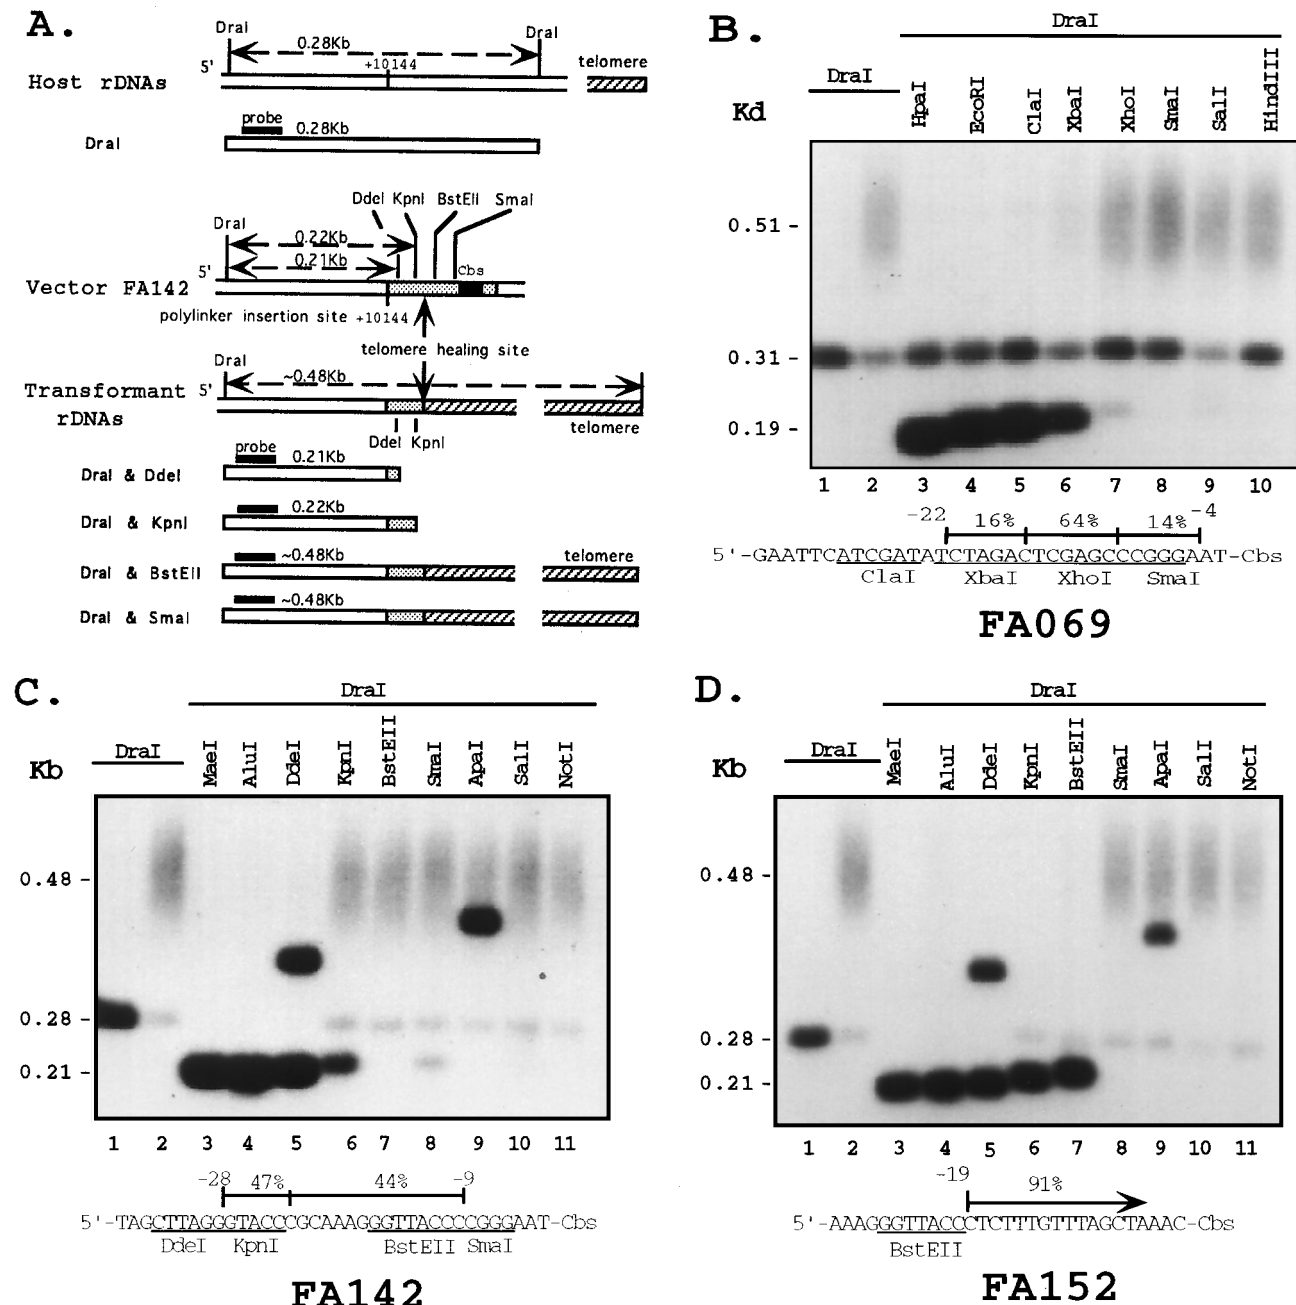 A.
DraI
DraI
0.28Kb
+10144
telomere
5'
Host rDNAs
probe
0.28Kb
DraI
DdeI KpnI BstEII SmaI
DraI
0.22Kb
0.21Kb
Cbs
5'
Vector FA142
polylinker insertion site +10144
telomere healing site
DraI
~0.48Kb
5'
Transformant
rDNAs
telomere
DdeI KpnI
probe
0.21Kb
DraI & DdeI
0.22Kb
DraI & KpnI
~0.48Kb
telomere
DraI & BstEII
~0.48Kb
DraI & SmaI
B.
DraI
DraI
Kd
HpaI
EcoRI
ClaI
XbaI
XhoI
SmaI
SalI
HindIII
0.51
0.31
0.19
1 2 3 4 5 6 7 8 9 10
-22 16% 64% 14% -4
5'-GAATTCATCGATATCTAGACTCGAGCCCGGGAAT-Cbs
ClaI XbaI XhoI SmaI
FA069
C.
DraI
DraI
Kb
MaeI
AluI
DdeI
KpnI
BstEII
SmaI
ApaI
SalI
NotI
0.48
0.28
0.21
1 2 3 4 5 6 7 8 9 10 11
-28 47% 44% -9
5'-TAGCTTAGGGTACCCGCAAAGGGTTACCCCGGGAAT-Cbs
DdeI KpnI BstEII SmaI
FA142
D.
DraI
DraI
Kb
MaeI
AluI
DdeI
KpnI
BstEII
SmaI
ApaI
SalI
NotI
0.48
0.28
0.21
1 2 3 4 5 6 7 8 9 10 11
-19 91%
5'-AAAGGGTTACCCTCTTTGTTTAGCTAAAC-Cbs
BstEII
FA152